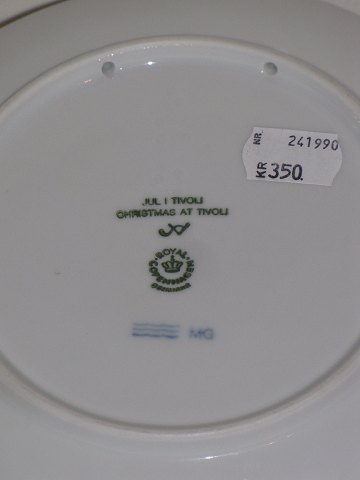 NR. 241990
KR 350.
JUL I TIVOLI
CHRISTMAS AT TIVOLI
ROYAL COPENHAGEN
DENMARK
MG